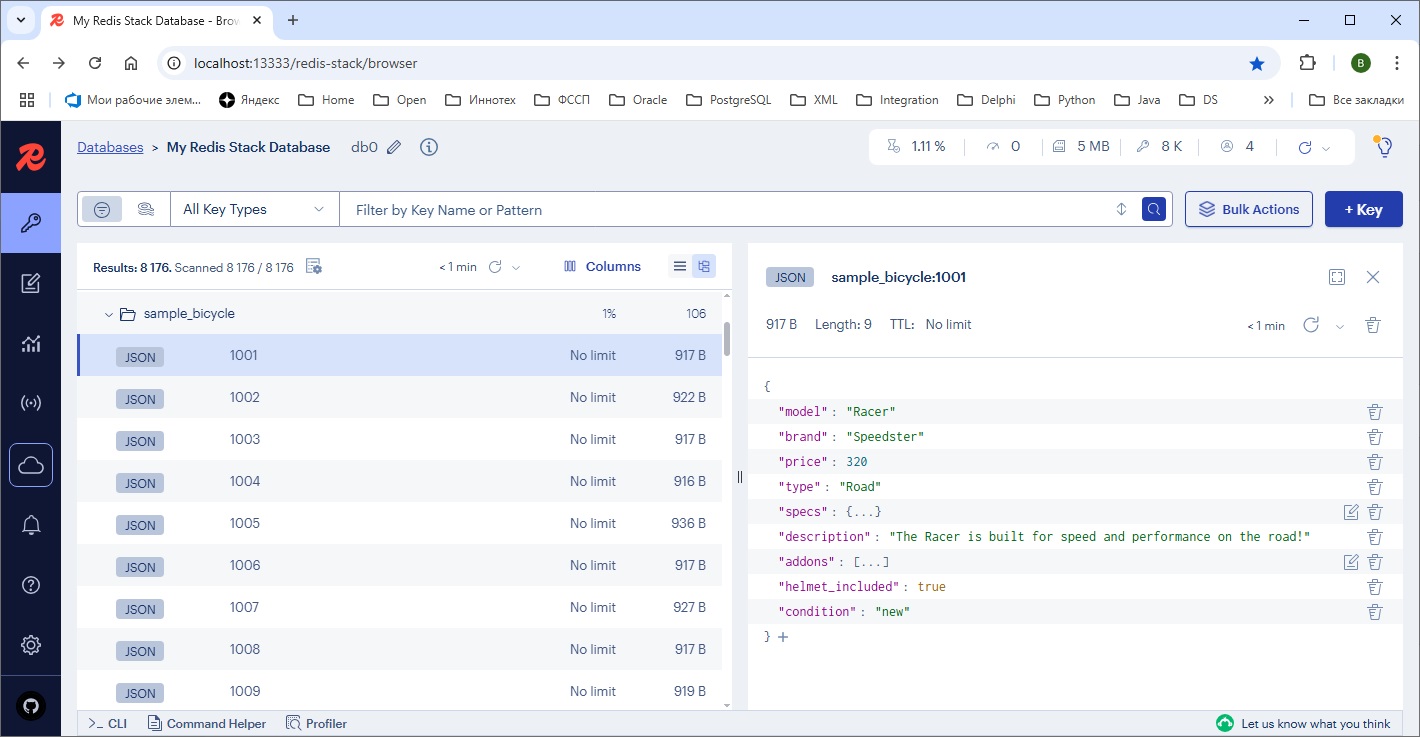 My Redis Stack Database - Brow
localhost:13333/redis-stack/browser
B
Мои рабочие элем... Яндекс Home Open Иннотех ФССП Oracle PostgreSQL XML Integration Delphi Python Java DS » Все закладки
Databases > My Redis Stack Database db0
1.11 % 0 5 MB 8 K 4
All Key Types
Filter by Key Name or Pattern
Bulk Actions
+ Key
Results: 8 176. Scanned 8 176 / 8 176
< 1 min
Columns
sample_bicycle 1% 106
JSON 1001 No limit 917 B
JSON 1002 No limit 922 B
JSON 1003 No limit 917 B
JSON 1004 No limit 916 B
JSON 1005 No limit 936 B
JSON 1006 No limit 917 B
JSON 1007 No limit 927 B
JSON 1008 No limit 917 B
JSON 1009 No limit 919 B
JSON sample_bicycle:1001
917 B Length: 9 TTL: No limit < 1 min
{
"model" : "Racer"
"brand" : "Speedster"
"price" : 320
"type" : "Road"
"specs" : {...}
"description" : "The Racer is built for speed and performance on the road!"
"addons" : [...]
"helmet_included" : true
"condition" : "new"
} +
>_ CLI Command Helper Profiler
Let us know what you think